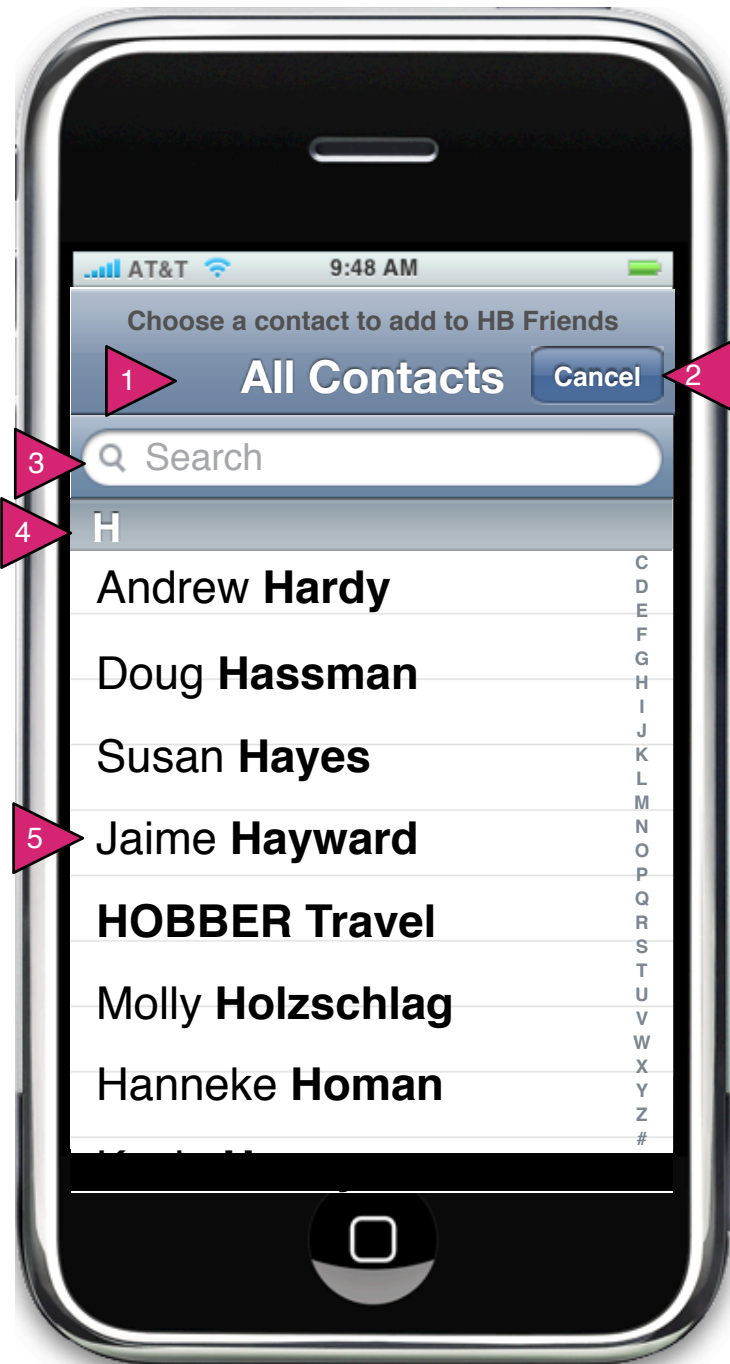 AT&T 9:48 AM
Choose a contact to add to HB Friends
1 All Contacts Cancel 2
3 Search
4 H
Andrew Hardy
Doug Hassman
Susan Hayes
5 Jaime Hayward
HOBBER Travel
Molly Holzschlag
Hanneke Homan
C
D
E
F
G
H
I
J
K
L
M
N
O
P
Q
R
S
T
U
V
W
X
Y
Z
#